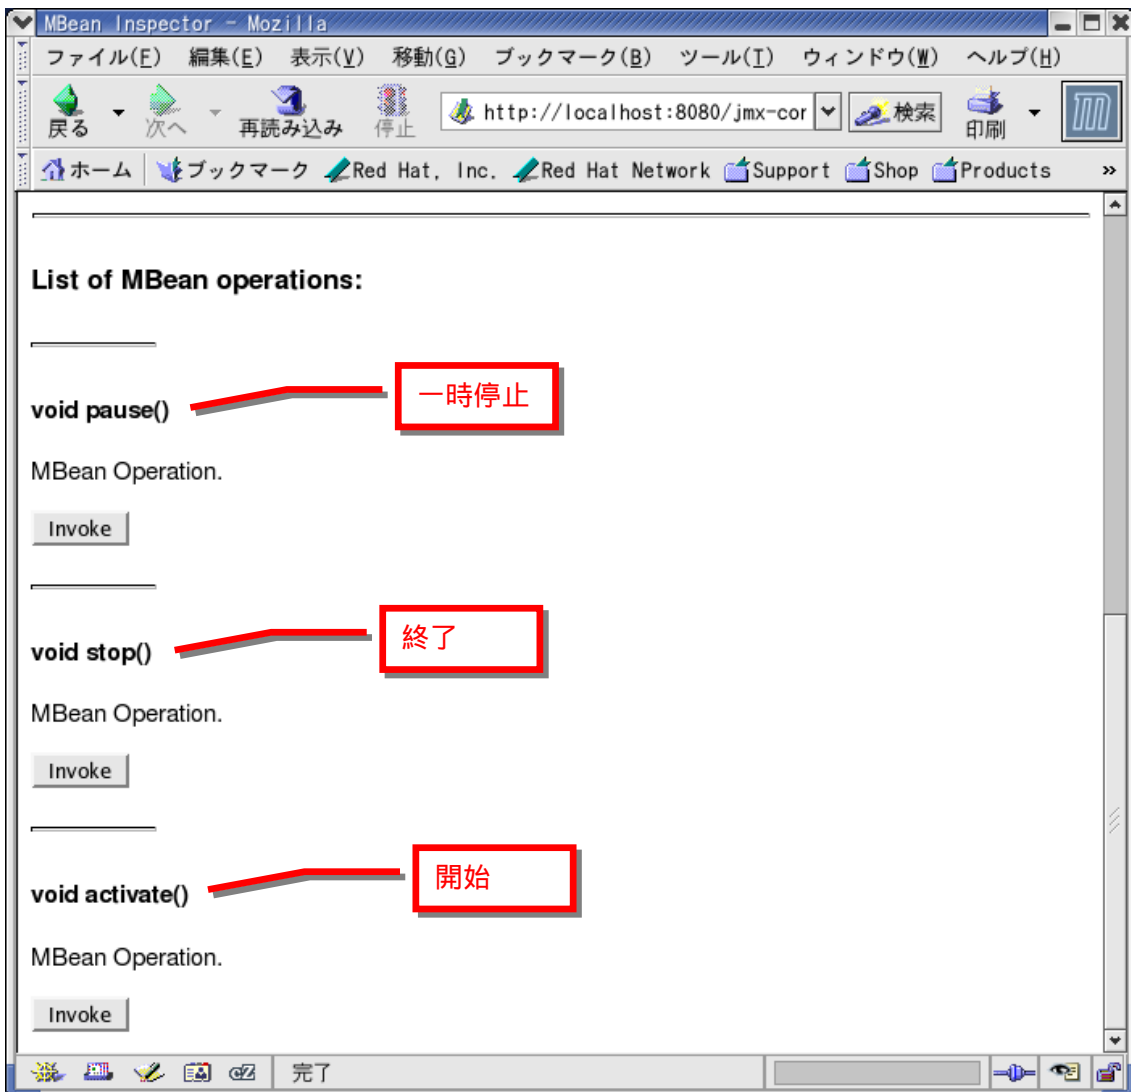 MBean Inspector - Mozilla
ファイル(F) 編集(E) 表示(V) 移動(G) ブックマーク(B) ツール(T) ウィンドウ(W) ヘルプ(H)
戻る 次へ 再読み込み 停止 http://localhost:8080/jmx-cor 検索 印刷
ホーム ブックマーク Red Hat, Inc. Red Hat Network Support Shop Products »
List of MBean operations:
void pause() 一時停止
MBean Operation.
Invoke
void stop() 終了
MBean Operation.
Invoke
void activate() 開始
MBean Operation.
Invoke
完了